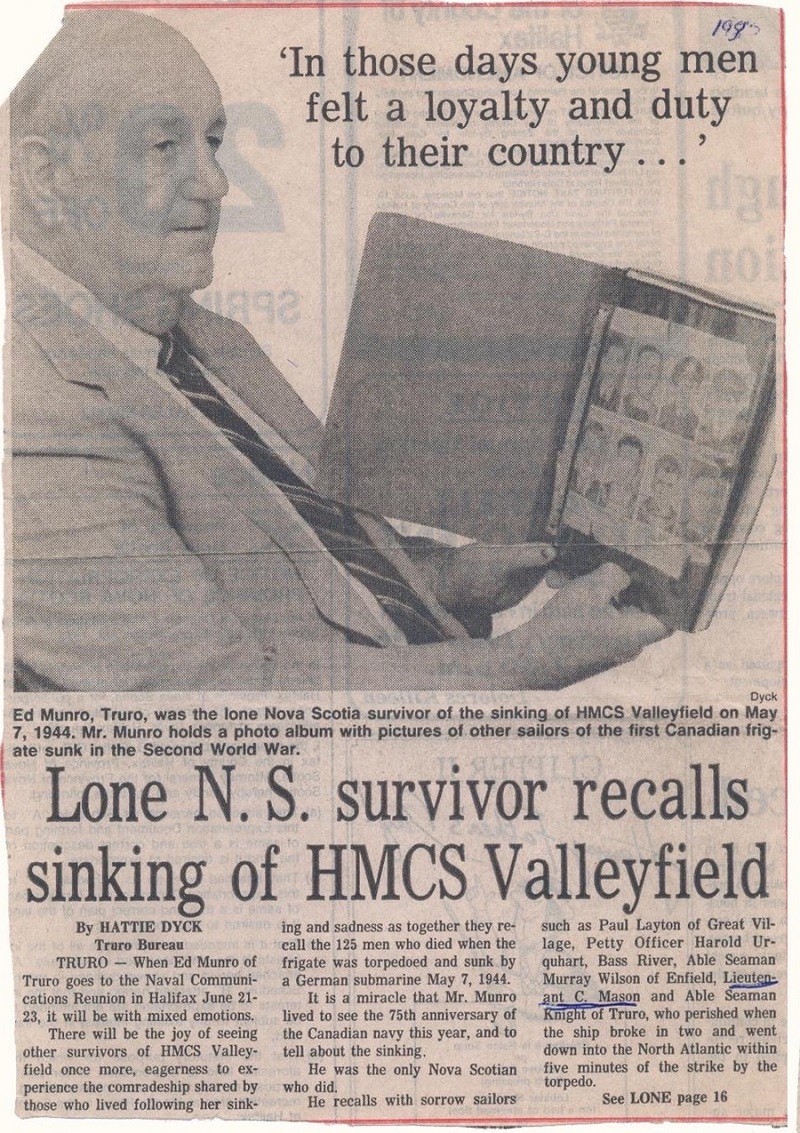 ‘In those days young men
felt a loyalty and duty
to their country . . . ’
Dyck
Ed Munro, Truro, was the lone Nova Scotia survivor of the sinking of HMCS Valleyfield on May
7, 1944. Mr. Munro holds a photo album with pictures of other sailors of the first Canadian frig-
ate sunk in the Second World War.
Lone N. S. survivor recalls
sinking of HMCS Valleyfield
By HATTIE DYCK
Truro Bureau
TRURO — When Ed Munro of
Truro goes to the Naval Communi-
cations Reunion in Halifax June 21-
23, it will be with mixed emotions.
There will be the joy of seeing
other survivors of HMCS Valley-
field once more, eagerness to ex-
perience the comradeship shared by
those who lived following her sink-
ing and sadness as together they re-
call the 125 men who died when the
frigate was torpedoed and sunk by
a German submarine May 7, 1944.
It is a miracle that Mr. Munro
lived to see the 75th anniversary of
the Canadian navy this year, and to
tell about the sinking.
He was the only Nova Scotian
who did.
He recalls with sorrow sailors
such as Paul Layton of Great Vil-
lage, Petty Officer Harold Ur-
quhart, Bass River, Able Seaman
Murray Wilson of Enfield, Lieuten-
ant C. Mason and Able Seaman
Knight of Truro, who perished when
the ship broke in two and went
down into the North Atlantic within
five minutes of the strike by the
torpedo.
See LONE page 16